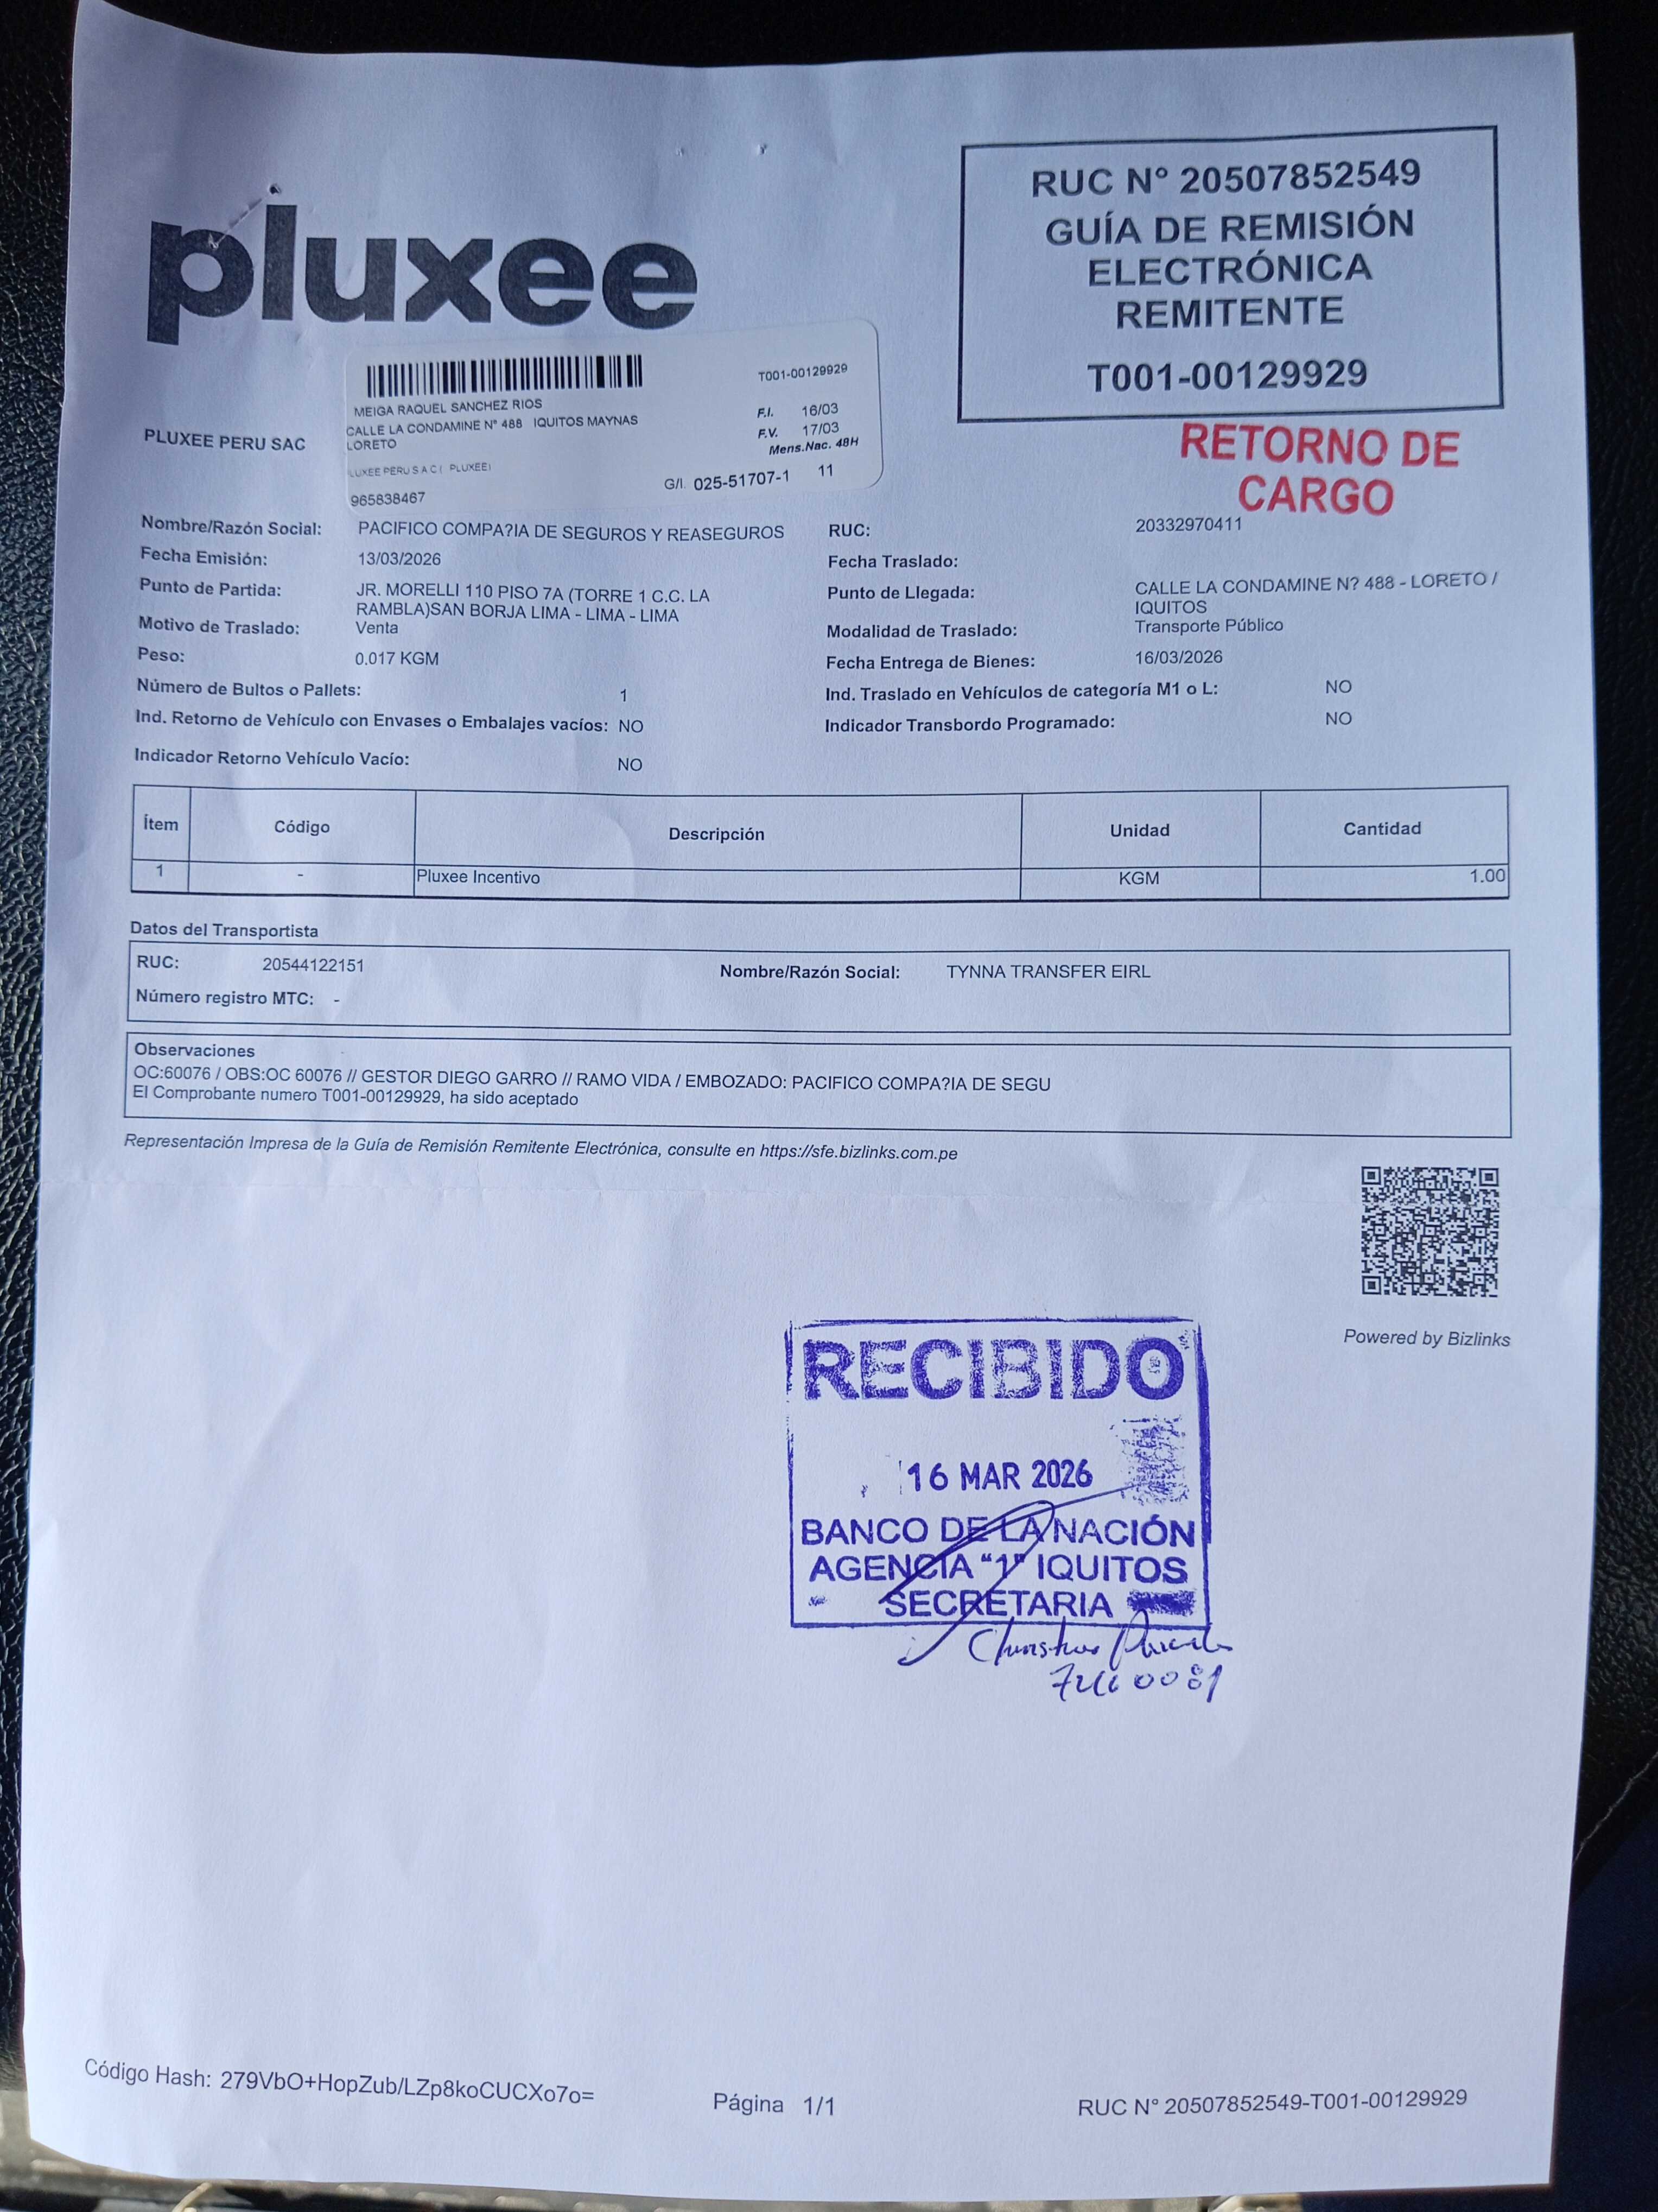 pluxee
RUC N° 20507852549
GUÍA DE REMISIÓN
ELECTRÓNICA
REMITENTE
T001-00129929
RETORNO DE
CARGO
PLUXEE PERU SAC
T001-00129929
MEIGA RAQUEL SANCHEZ RIOS
CALLE LA CONDAMINE N° 488 IQUITOS MAYNAS
LORETO
F.I. 16/03
F.V. 17/03
Mens.Nac. 48H
LUXEE PERU S A C ( PLUXEE)
G/I. 025-51707-1 11
965838467
Nombre/Razón Social: PACIFICO COMPA?IA DE SEGUROS Y REASEGUROS RUC: 20332970411
Fecha Emisión: 13/03/2026 Fecha Traslado:
Punto de Partida: JR. MORELLI 110 PISO 7A (TORRE 1 C.C. LA Punto de Llegada: CALLE LA CONDAMINE N? 488 - LORETO /
RAMBLA)SAN BORJA LIMA - LIMA - LIMA IQUITOS
Motivo de Traslado: Venta Modalidad de Traslado: Transporte Público
Peso: 0.017 KGM Fecha Entrega de Bienes: 16/03/2026
Número de Bultos o Pallets: 1 Ind. Traslado en Vehículos de categoría M1 o L: NO
Ind. Retorno de Vehículo con Envases o Embalajes vacíos: NO Indicador Transbordo Programado: NO
Indicador Retorno Vehículo Vacío: NO
Ítem Código Descripción Unidad Cantidad
1 - Pluxee Incentivo KGM 1.00
Datos del Transportista
RUC: 20544122151 Nombre/Razón Social: TYNNA TRANSFER EIRL
Número registro MTC: -
Observaciones
OC:60076 / OBS:OC 60076 // GESTOR DIEGO GARRO // RAMO VIDA / EMBOZADO: PACIFICO COMPA?IA DE SEGU
El Comprobante numero T001-00129929, ha sido aceptado
Representación Impresa de la Guía de Remisión Remitente Electrónica, consulte en https://sfe.bizlinks.com.pe
Powered by Bizlinks
RECIBIDO
16 MAR 2026
BANCO DE LA NACIÓN
AGENCIA "1" IQUITOS
SECRETARIA
Código Hash: 279VbO+HopZub/LZp8koCUCXo7o= Página 1/1 RUC N° 20507852549-T001-00129929